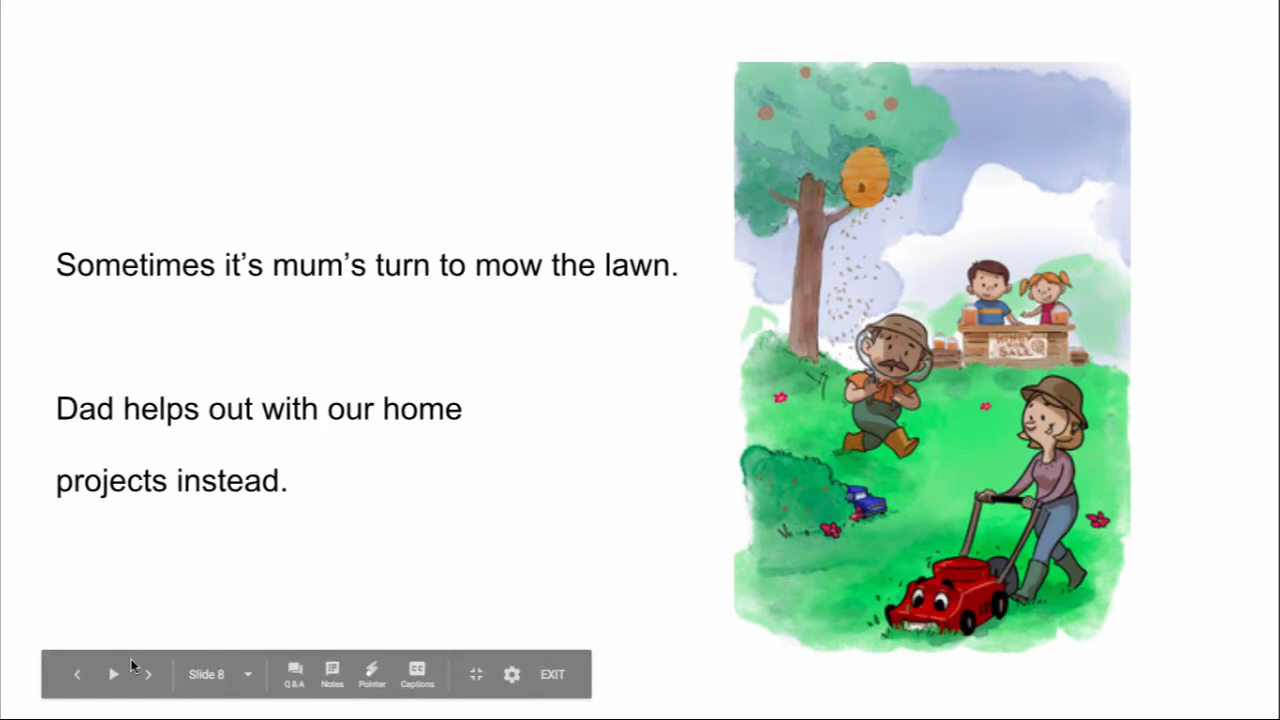 Sometimes it’s mum’s turn to mow the lawn.
Dad helps out with our home
projects instead.
SALE
Slide 8
Q&A
Notes
Pointer
Captions
EXIT